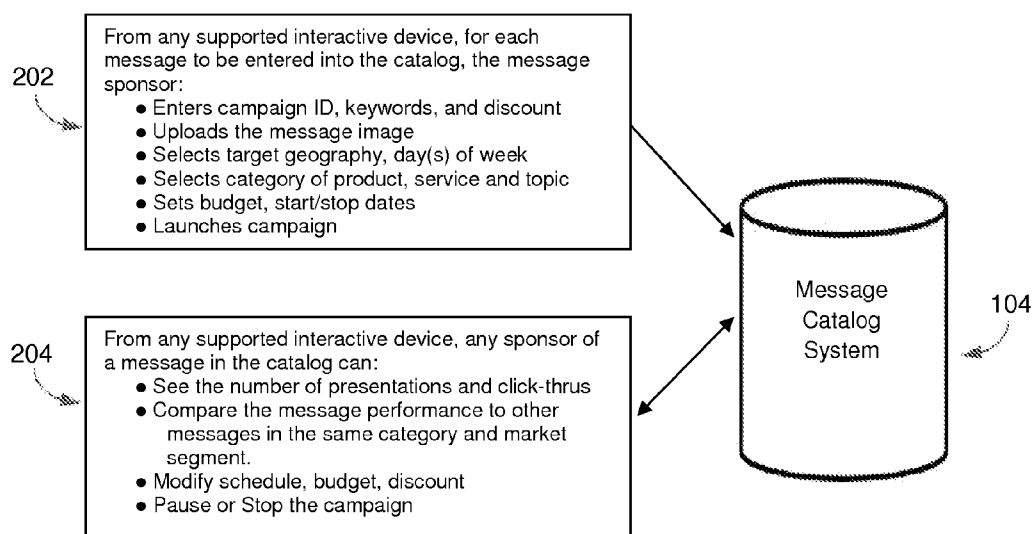 From any supported interactive device, for each
message to be entered into the catalog, the message
sponsor:
● Enters campaign ID, keywords, and discount
● Uploads the message image
● Selects target geography, day(s) of week
● Selects category of product, service and topic
● Sets budget, start/stop dates
● Launches campaign
202
Message
Catalog
System
104
From any supported interactive device, any sponsor of
a message in the catalog can:
● See the number of presentations and click-thrus
● Compare the message performance to other
messages in the same category and market
segment.
● Modify schedule, budget, discount
● Pause or Stop the campaign
204